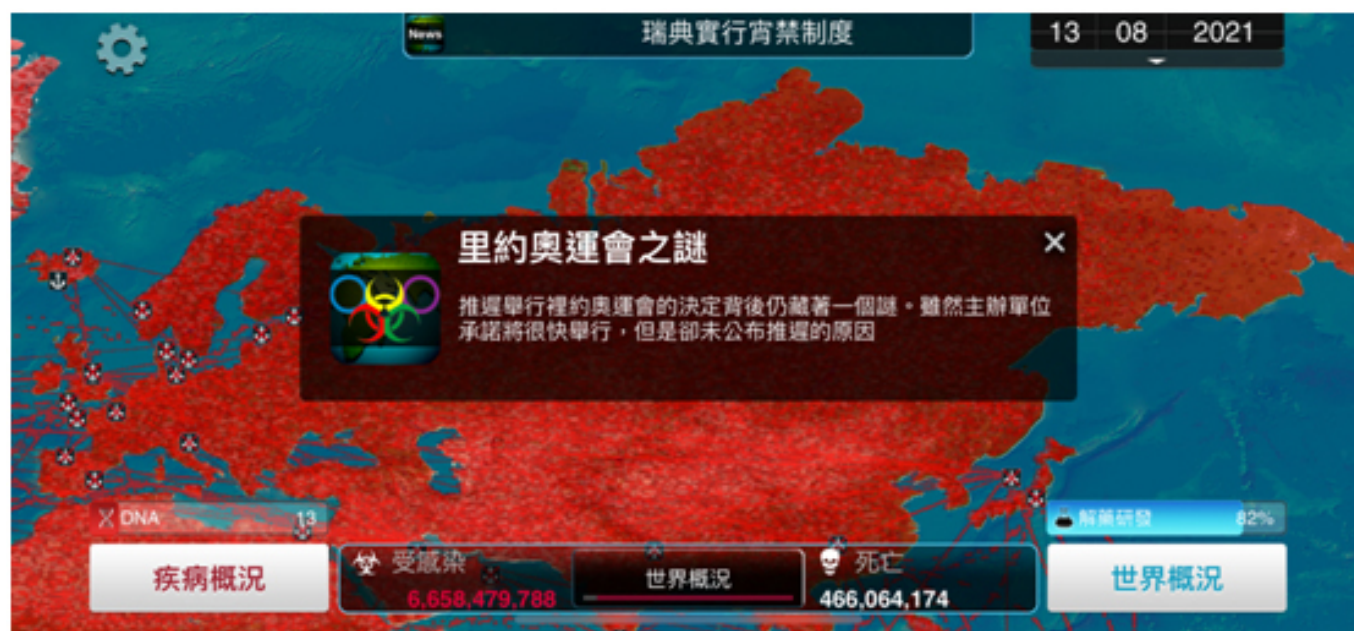 News 瑞典實行宵禁制度
13 08 2021
里約奧運會之謎
推遲舉行裡約奧運會的決定背後仍藏著一個謎。雖然主辦單位
承諾將很快舉行，但是卻未公布推遲的原因
DNA 13
解藥研發 82%
疾病概況
受感染
6,658,479,788
世界概況
死亡
466,064,174
世界概況